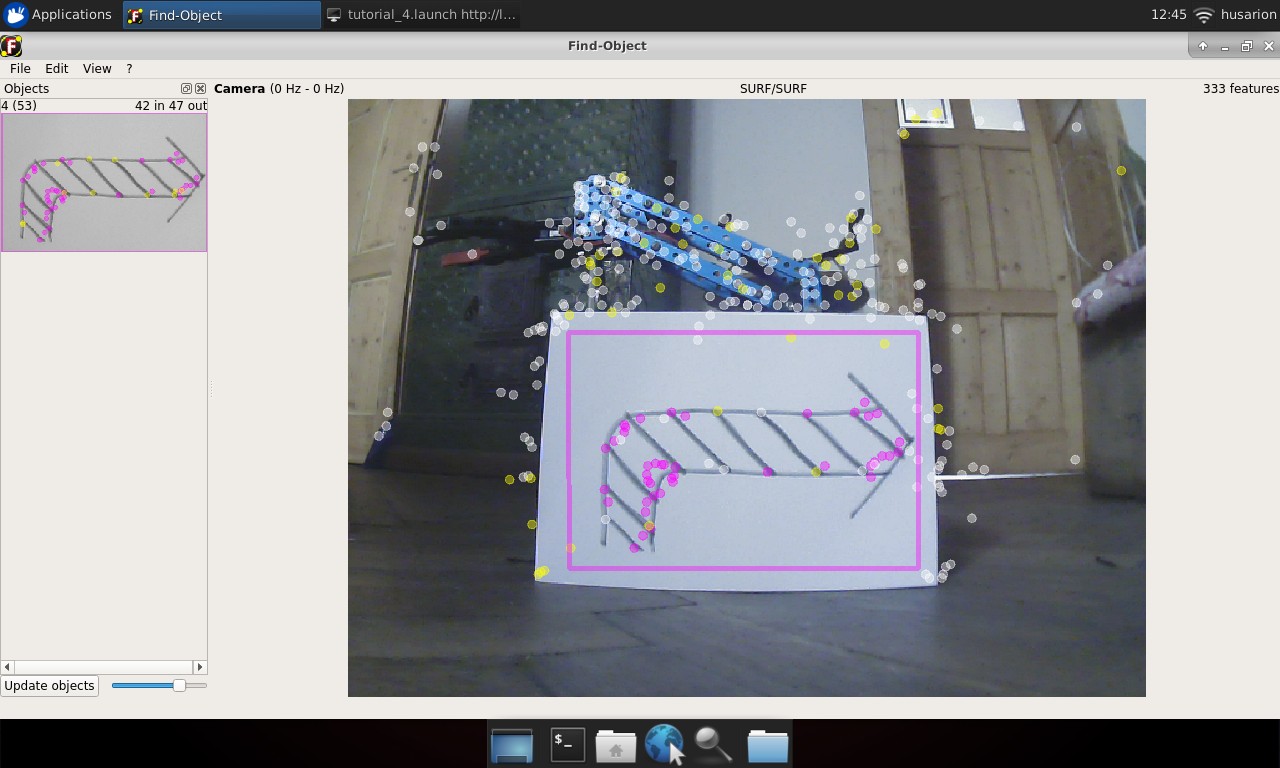 Applications Find-Object tutorial_4.launch http://l... 12:45 husarion
Find-Object
File Edit View ?
Objects Camera (0 Hz - 0 Hz) SURF/SURF 333 features
4 (53) 42 in 47 out
Update objects
$_